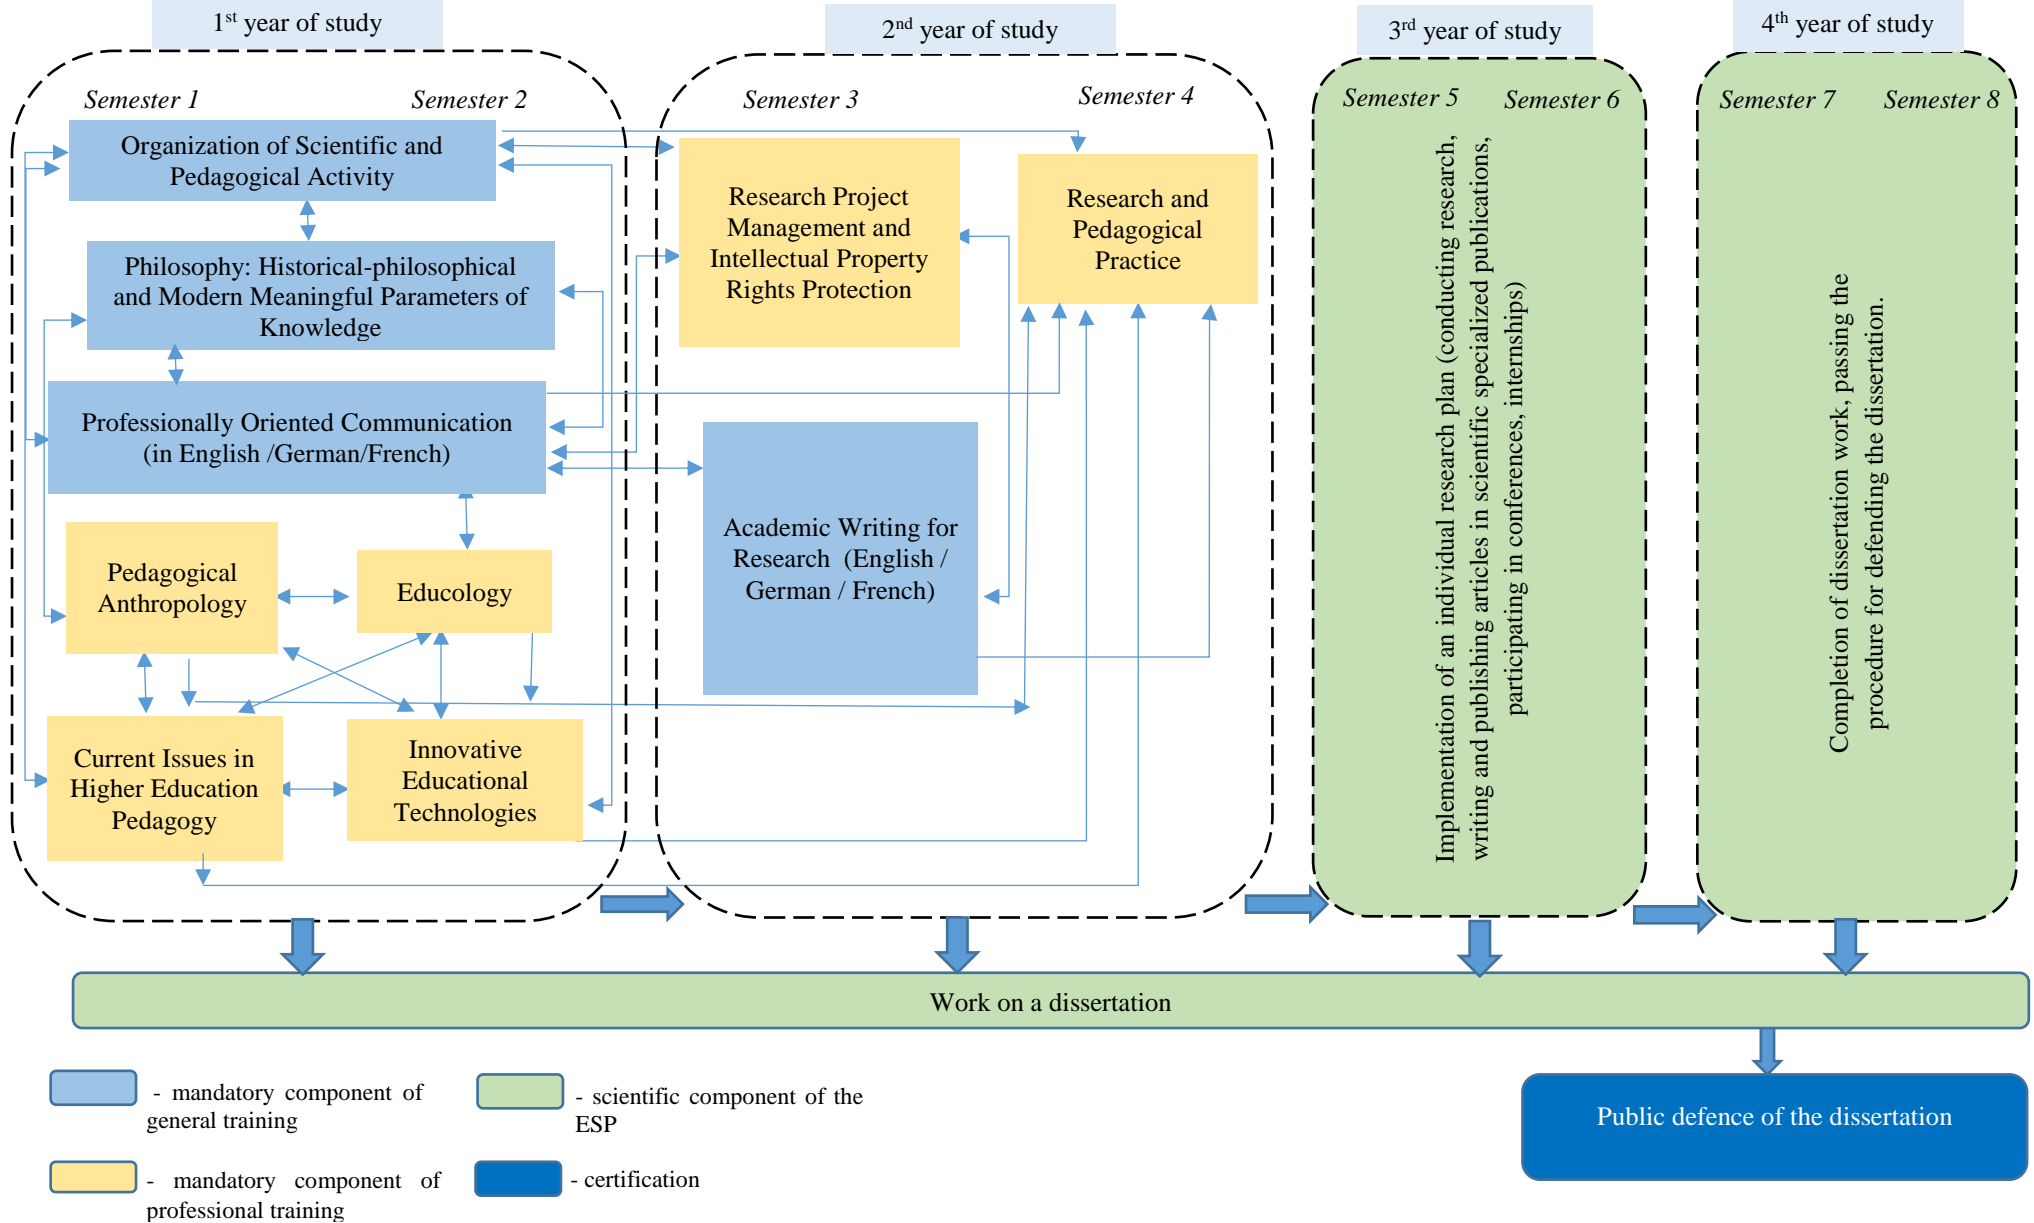 1st year of study
2nd year of study
3rd year of study
4th year of study
Semester 1
Semester 2
Semester 3
Semester 4
Semester 5
Semester 6
Semester 7
Semester 8
Organization of Scientific and
Pedagogical Activity
Philosophy: Historical-philosophical
and Modern Meaningful Parameters of
Knowledge
Professionally Oriented Communication
(in English /German/French)
Pedagogical
Anthropology
Educology
Current Issues in
Higher Education
Pedagogy
Innovative
Educational
Technologies
Research Project
Management and
Intellectual Property
Rights Protection
Research and
Pedagogical
Practice
Academic Writing for
Research (English /
German / French)
Implementation of an individual research plan (conducting research,
writing and publishing articles in scientific specialized publications,
participating in conferences, internships)
Completion of dissertation work, passing the
procedure for defending the dissertation.
Work on a dissertation
Public defence of the dissertation
- mandatory component of
general training
- scientific component of the
ESP
- mandatory component of
professional training
- certification